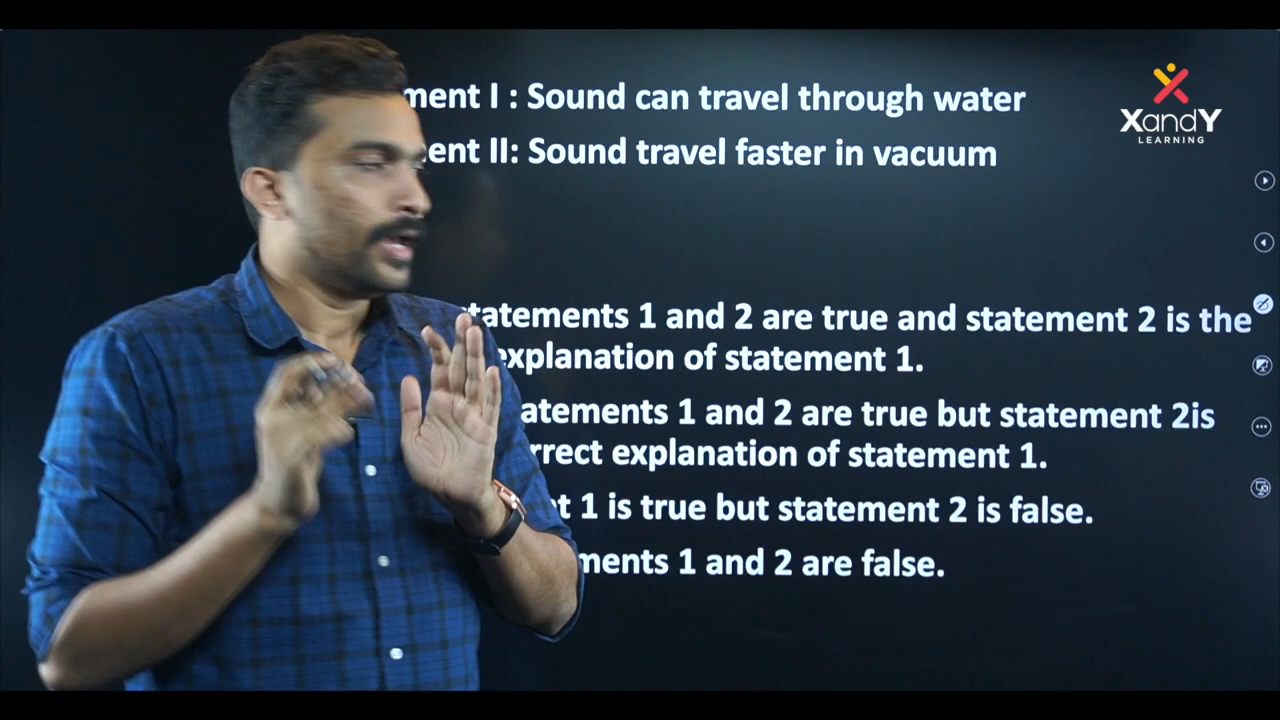 ment I : Sound can travel through water
ent II: Sound travel faster in vacuum
XandY
LEARNING
statements 1 and 2 are true and statement 2 is the
explanation of statement 1.
atements 1 and 2 are true but statement 2is
rrect explanation of statement 1.
t 1 is true but statement 2 is false.
ments 1 and 2 are false.